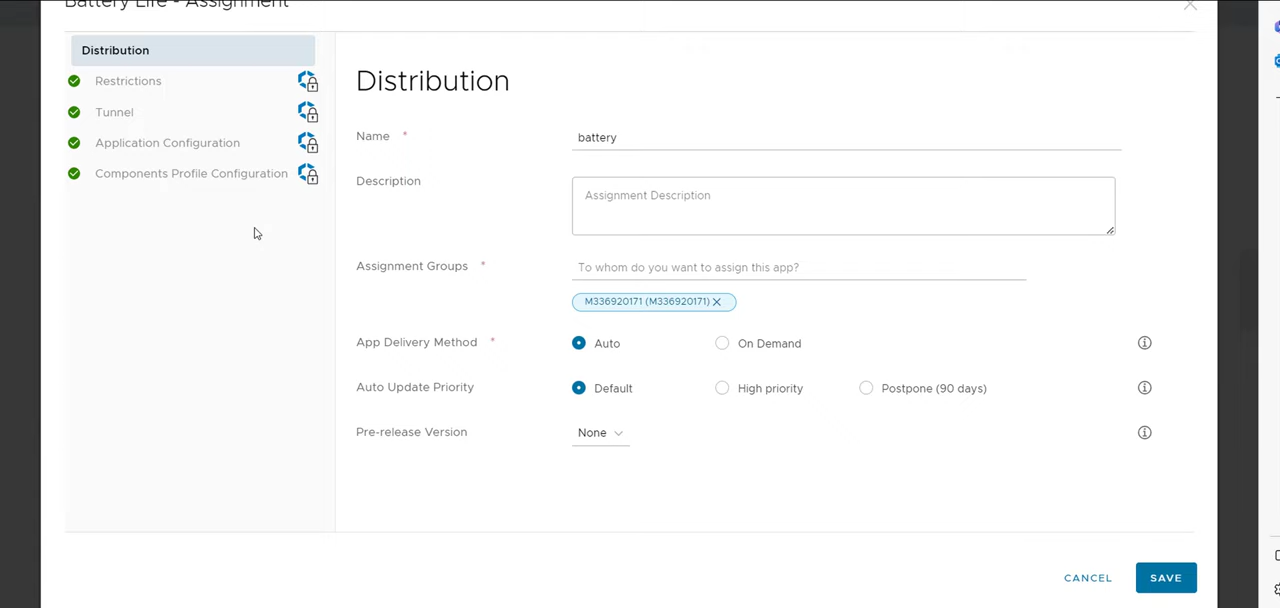 Battery Life - Assignment
Distribution
Restrictions
Tunnel
Application Configuration
Components Profile Configuration
Distribution
Name *
battery
Description
Assignment Description
Assignment Groups *
To whom do you want to assign this app?
M336920171 (M336920171)
App Delivery Method *
Auto
On Demand
Auto Update Priority
Default
High priority
Postpone (90 days)
Pre-release Version
None
CANCEL
SAVE